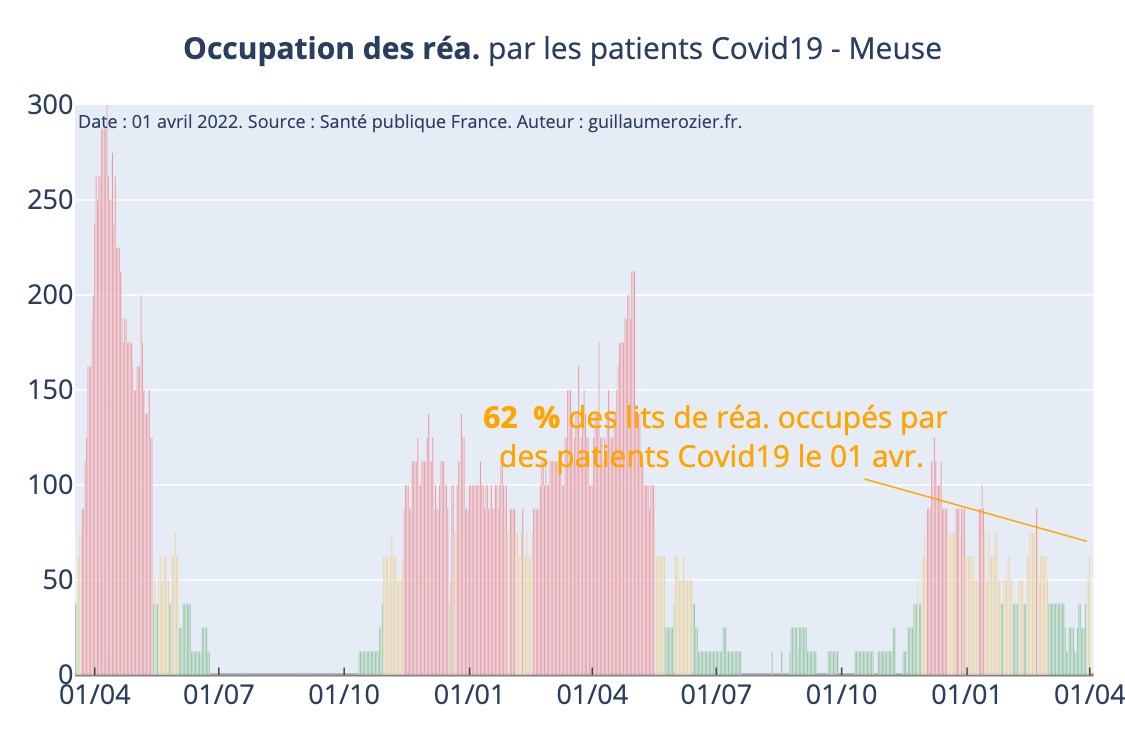 Occupation des réa. par les patients Covid19 - Meuse
300
Date : 01 avril 2022. Source : Santé publique France. Auteur : guillaumerozier.fr.
250
200
150
62 % des lits de réa. occupés par
des patients Covid19 le 01 avr.
100
50
0
01/04 01/07 01/10 01/01 01/04 01/07 01/10 01/01 01/04